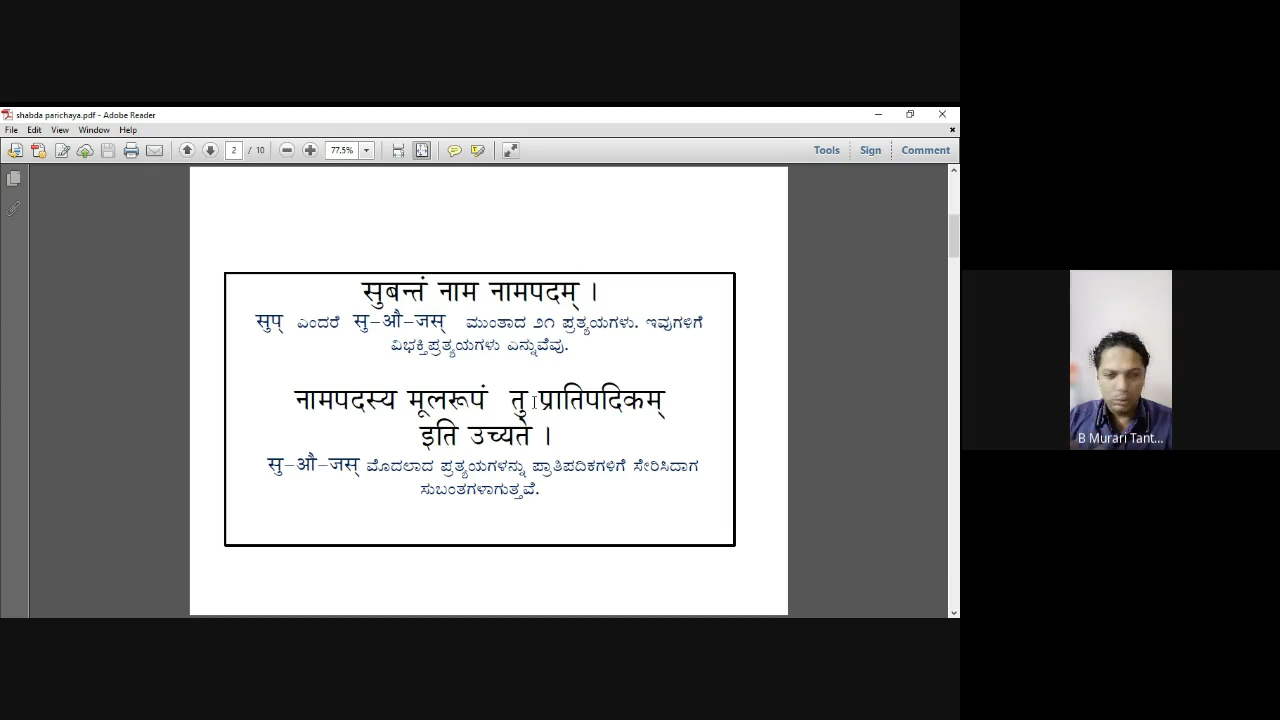 shabda parichaya.pdf - Adobe Reader
File Edit View Window Help
2 / 10 77.5% Tools Sign Comment
सुबन्तं नाम नामपदम् ।
सुप् ಎಂದರೆ सु-औ-जस् ಮುಂತಾದ ೨೧ ಪ್ರತ್ಯಯಗಳು. ಇವುಗಳಿಗೆ
ವಿಭಕ್ತಿಪ್ರತ್ಯಯಗಳು ಎನ್ನುವೆವು.
नामपदस्य मूलरूपं तु प्रातिपदिकम्
इति उच्यते ।
सु-औ-जस् ಮೊದಲಾದ ಪ್ರತ್ಯಯಗಳನ್ನು ಪ್ರಾತಿಪದಿಕಗಳಿಗೆ ಸೇರಿಸಿದಾಗ
ಸುಬಂತಗಳಾಗುತ್ತವೆ.
B Murari Tant...